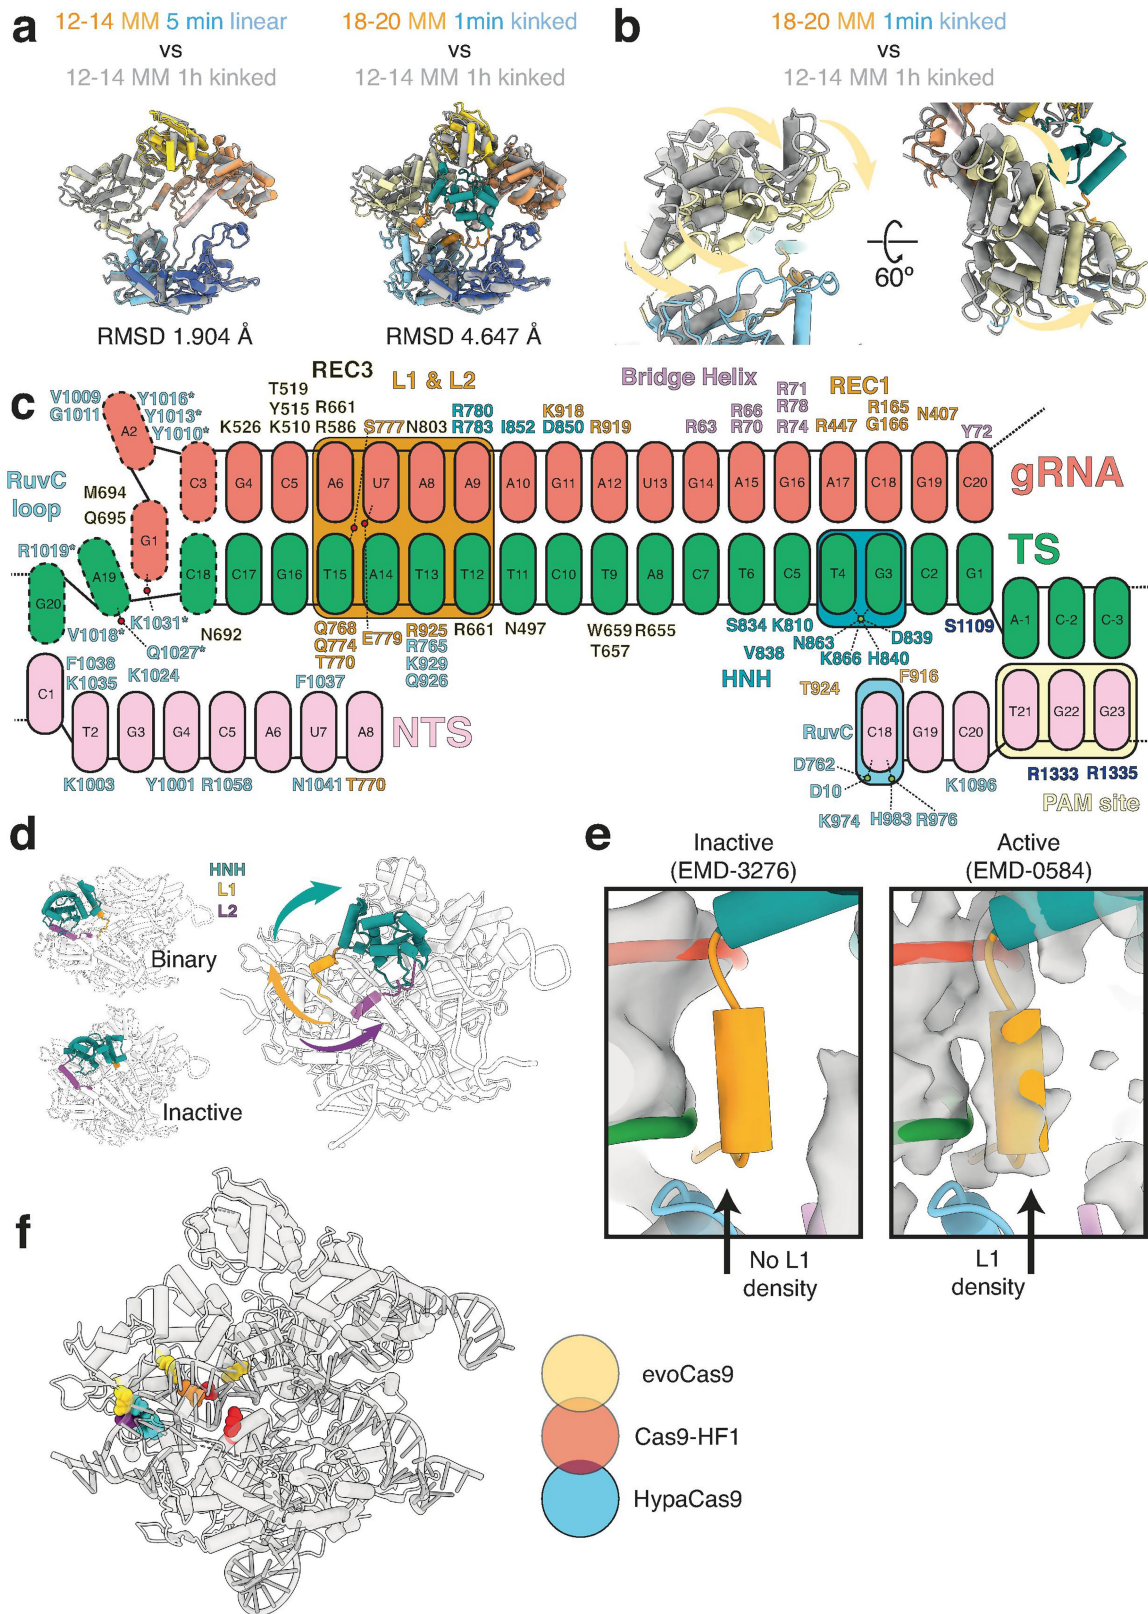 a
12-14 MM 5 min linear
vs
12-14 MM 1h kinked
RMSD 1.904 Å
18-20 MM 1min kinked
vs
12-14 MM 1h kinked
RMSD 4.647 Å
b
18-20 MM 1min kinked
vs
12-14 MM 1h kinked
60º
c
REC3
L1 & L2
Bridge Helix
REC1
V1009
G1011
Y1016*
Y1013*
Y1010*
K526
T519
Y515
K510
R661
R586
S777
N803
R780
R783
I852
K918
D850
R919
R63
R66
R70
R71
R78
R74
R447
R165
G166
N407
Y72
A2 C3 G4 C5 A6 U7 A8 A9 A10 G11 A12 U13 G14 A15 G16 A17 C18 G19 C20
gRNA
RuvC
loop
M694
Q695
G1
R1019*
G20 A19 C18 C17 G16 T15 A14 T13 T12 T11 C10 T9 A8 C7 T6 C5 T4 G3 C2 G1 A-1 C-2 C-3
TS
V1018*
K1031*
Q1027*
N692
Q768
Q774
T770
E779
R925
R765
K929
Q926
R661
N497
W659
T657
R655
S834
V838
K810
N863
K866
H840
D839
S1109
HNH
F1038
K1035
K1024
F1037
C1 T2 G3 G4 C5 A6 U7 A8
NTS
K1003
Y1001
R1058
N1041
T770
T924
F916
RuvC
C18 G19 C20 T21 G22 G23
D762
D10
K974
H983
R976
K1096
R1333
R1335
PAM site
d
HNH
L1
L2
Binary
Inactive
e
Inactive
(EMD-3276)
Active
(EMD-0584)
No L1
density
L1
density
f
evoCas9
Cas9-HF1
HypaCas9